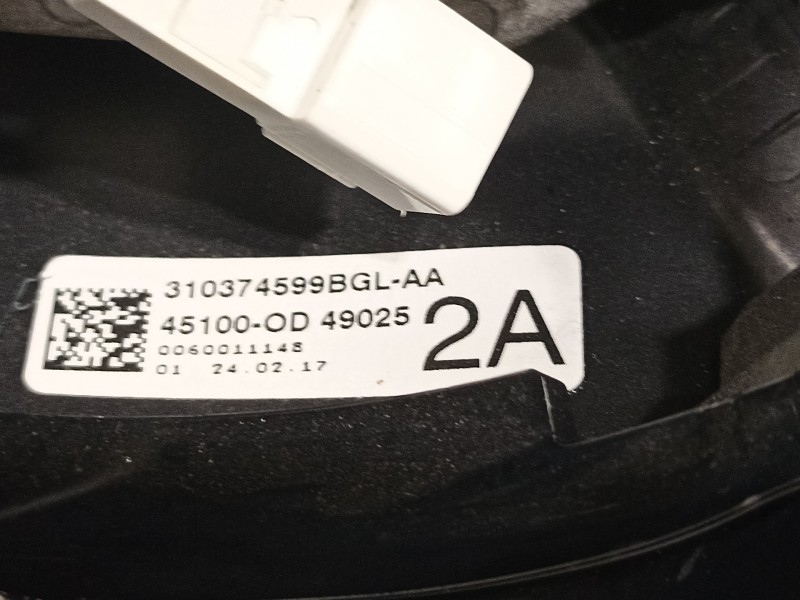 310374599BGL-AA
45100-OD 49025
2A
0060011148
01 24.02.17